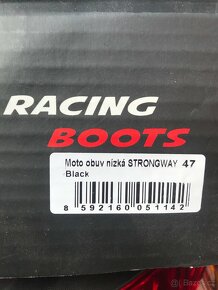 RACING
BOOTS
Moto obuv nízká STRONGWAY 47
Black
8 592160 051142